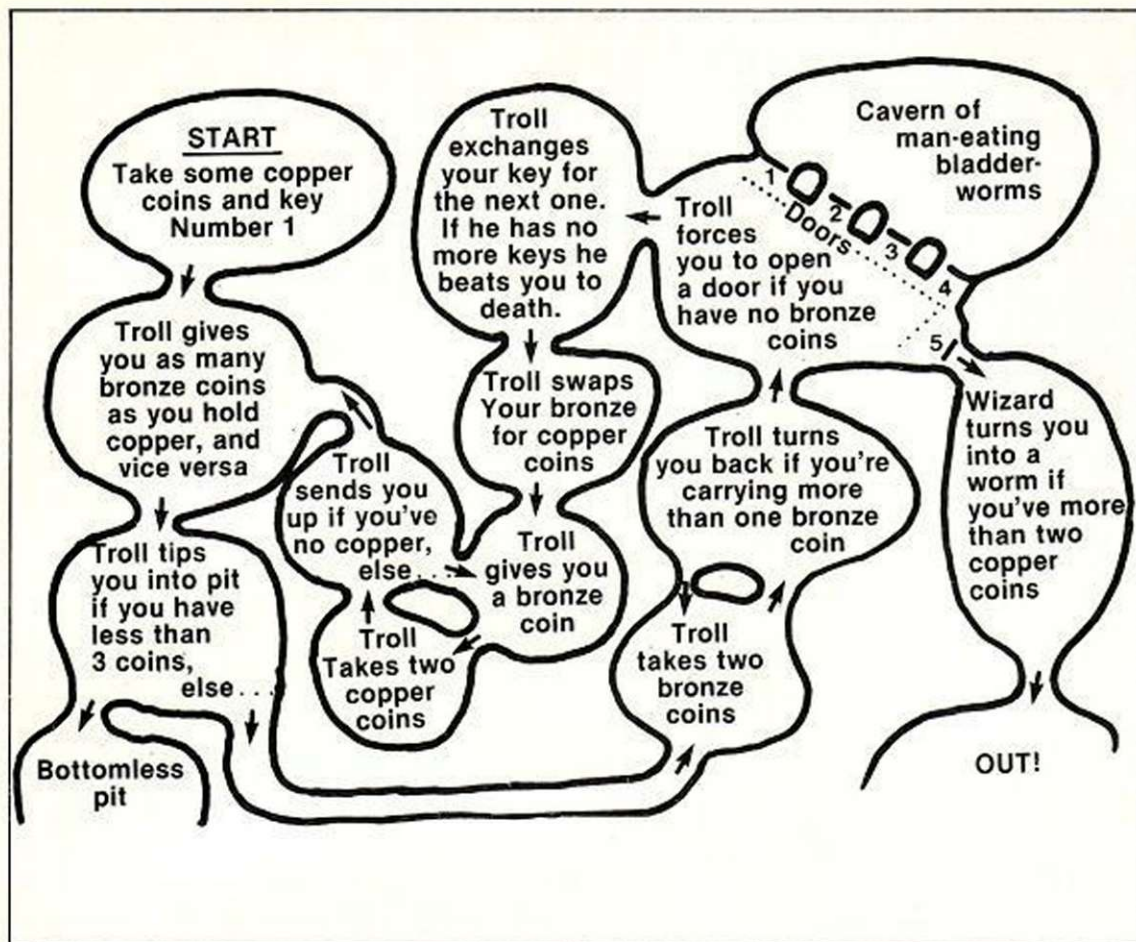 START
Take some copper
coins and key
Number 1
Troll gives
you as many
bronze coins
as you hold
copper, and
vice versa
Troll tips
you into pit
if you have
less than
3 coins,
else...
Bottomless
pit
Troll
sends you
up if you've
no copper,
else....
Troll
Takes two
copper
coins
Troll
exchanges
your key for
the next one.
If he has no
more keys he
beats you to
death.
Troll swaps
Your bronze
for copper
coins
Troll
gives you
a bronze
coin
Troll
forces
you to open
a door if you
have no bronze
coins
Troll turns
you back if you're
carrying more
than one bronze
coin
Troll
takes two
bronze
coins
Cavern of
man-eating
bladder-
worms
1
2
3
4
Doors
5
Wizard
turns you
into a
worm if
you've more
than two
copper
coins
OUT!